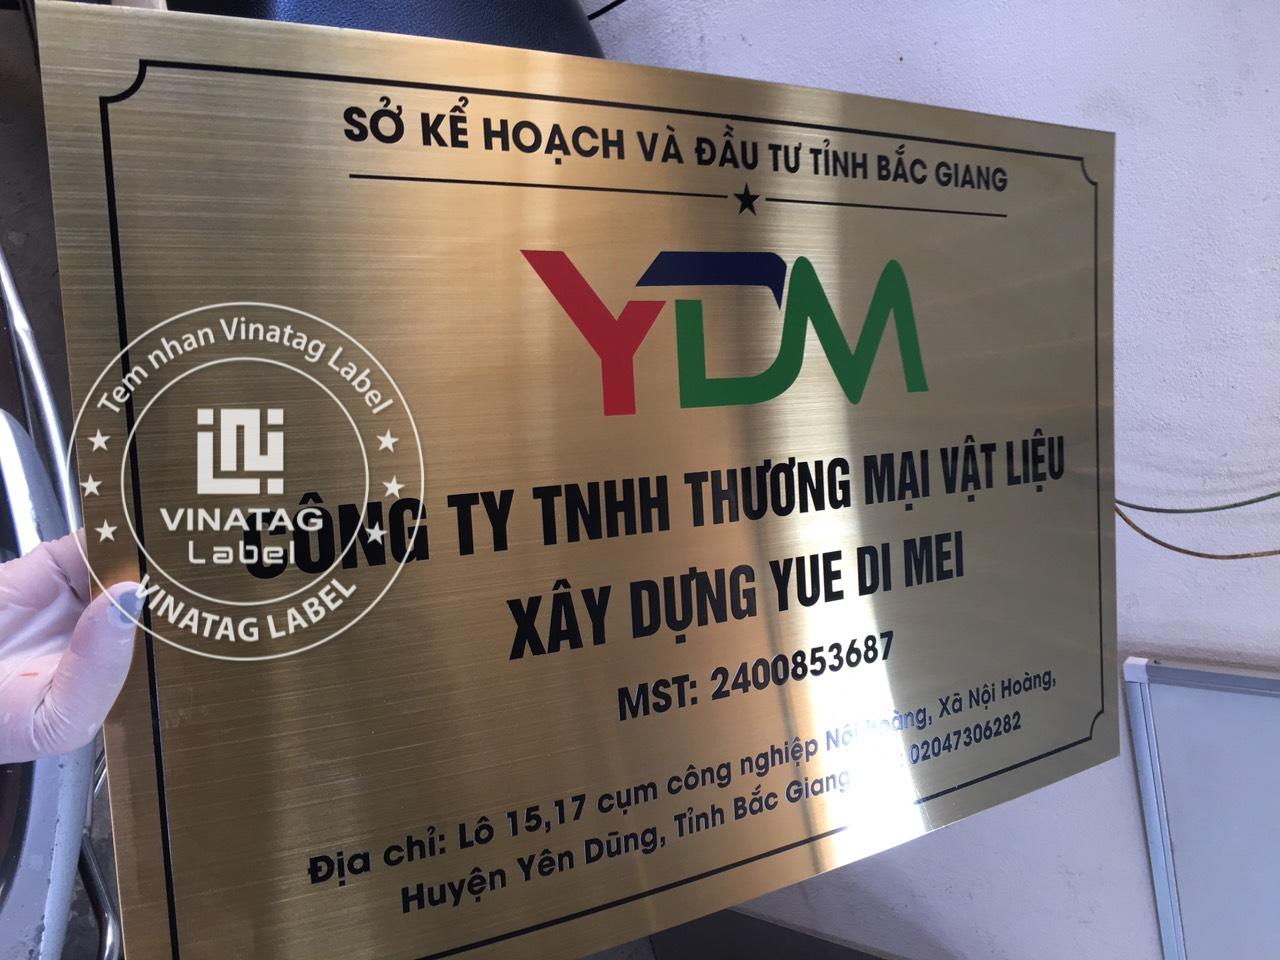 SỞ KẾ HOẠCH VÀ ĐẦU TƯ TỈNH BẮC GIANG
YDM
CÔNG TY TNHH THƯƠNG MẠI VẬT LIỆU
XÂY DỰNG YUE DI MEI
MST: 2400853687
Địa chỉ: Lô 15,17 cụm công nghiệp Nội hoàng, Xã Nội Hoàng,
Huyện Yên Dũng, Tỉnh Bắc Giang 02047306282
Tem nhan Vinatag Label
VINATAG
Label
VINATAG LABEL